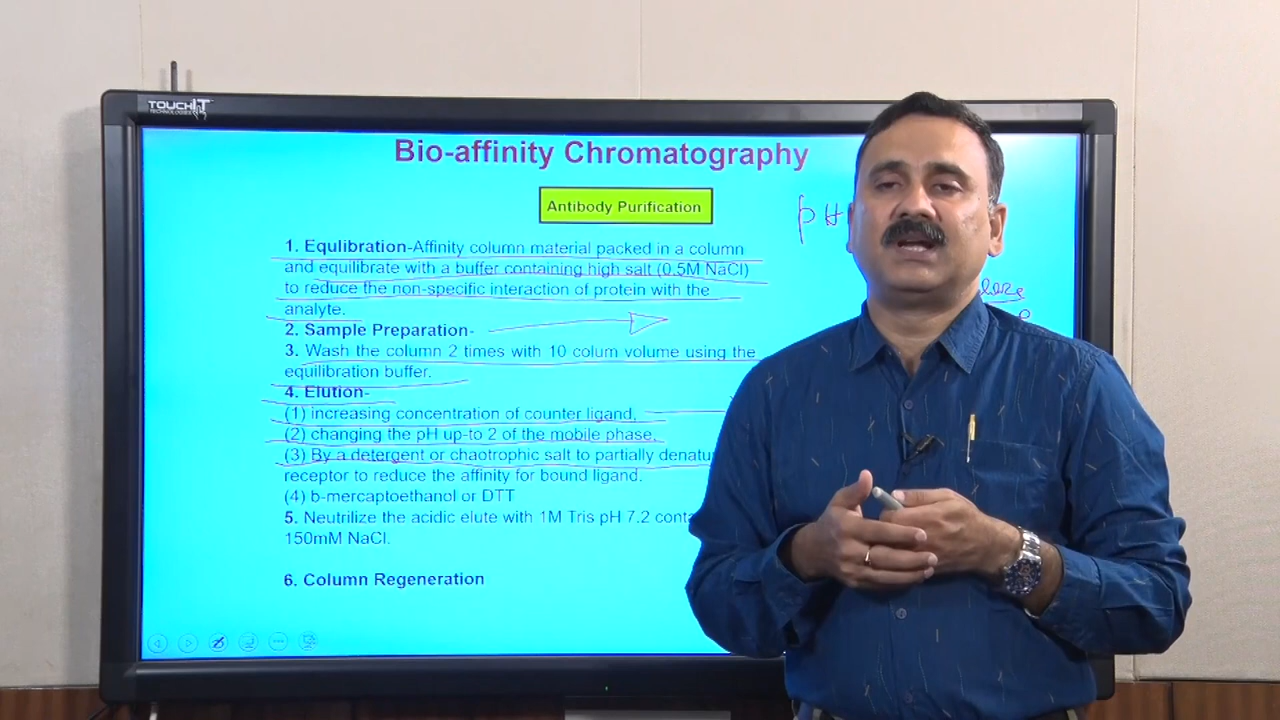 TOUCHIT
TECHNOLOGIES
Bio-affinity Chromatography
Antibody Purification
pH
1. Equlibration-Affinity column material packed in a column
and equilibrate with a buffer containing high salt (0.5M NaCl)
to reduce the non-specific interaction of protein with the
analyte.
2. Sample Preparation-
3. Wash the column 2 times with 10 colum volume using the
equilibration buffer.
4. Elution-
(1) increasing concentration of counter ligand,
(2) changing the pH up-to 2 of the mobile phase,
(3) By a detergent or chaotrophic salt to partially denatu
receptor to reduce the affinity for bound ligand.
(4) b-mercaptoethanol or DTT
5. Neutrilize the acidic elute with 1M Tris pH 7.2 conta
150mM NaCl.
6. Column Regeneration